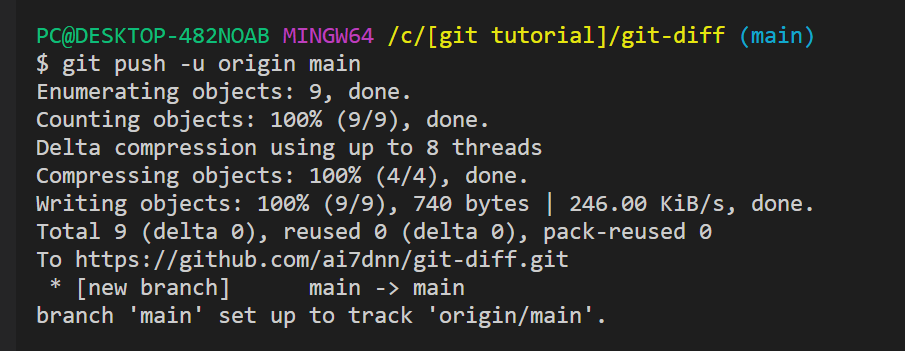 PC@DESKTOP-482NOAB MINGW64 /c/[git tutorial]/git-diff (main)
$ git push -u origin main
Enumerating objects: 9, done.
Counting objects: 100% (9/9), done.
Delta compression using up to 8 threads
Compressing objects: 100% (4/4), done.
Writing objects: 100% (9/9), 740 bytes | 246.00 KiB/s, done.
Total 9 (delta 0), reused 0 (delta 0), pack-reused 0
To https://github.com/ai7dnn/git-diff.git
 * [new branch]      main -> main
branch 'main' set up to track 'origin/main'.